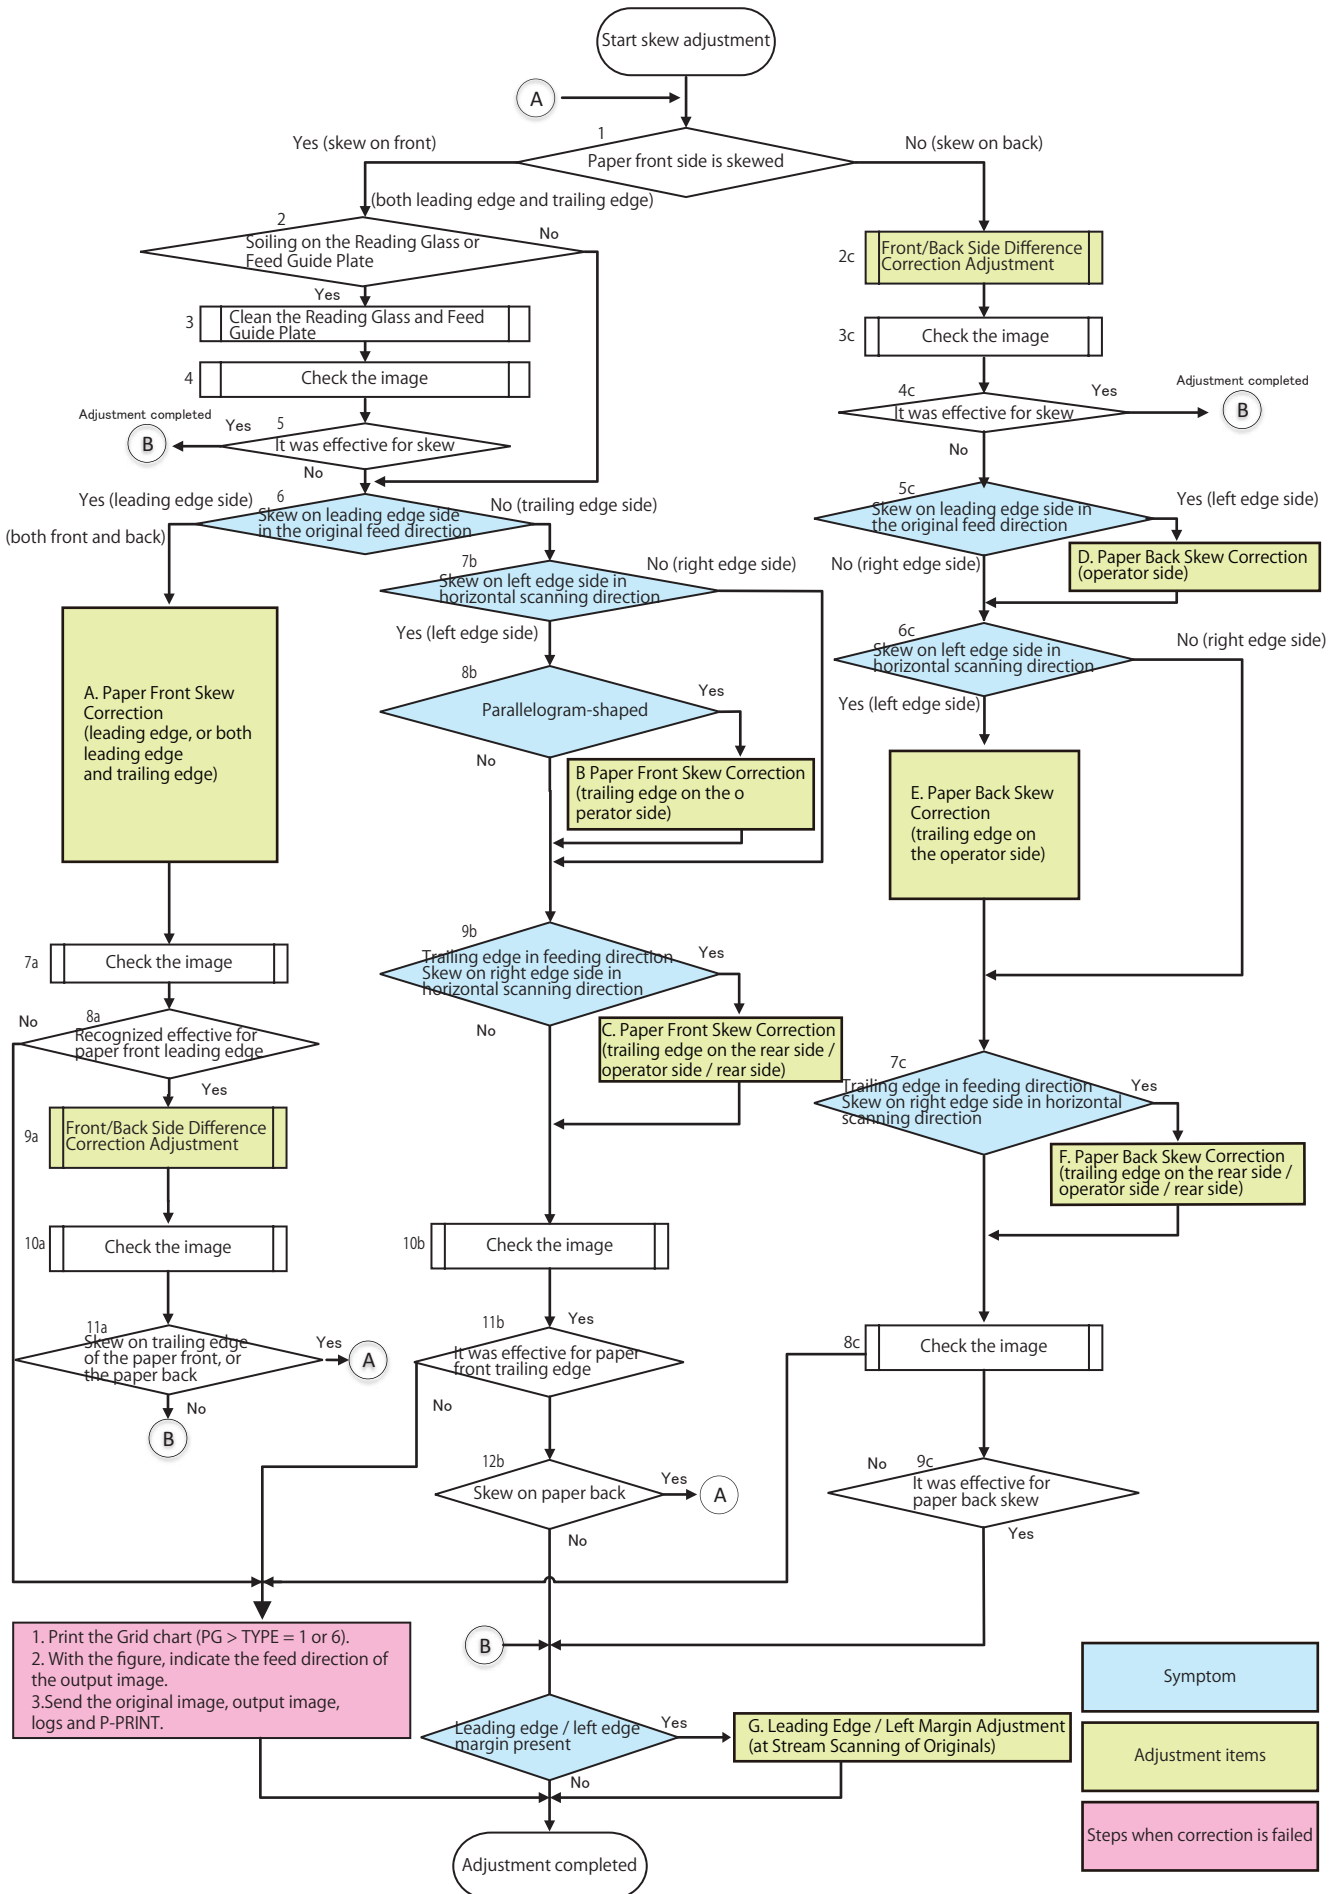 Start skew adjustment
A
1
Paper front side is skewed
Yes (skew on front)
No (skew on back)
(both leading edge and trailing edge)
2
Soiling on the Reading Glass or
Feed Guide Plate
No
Yes
3
Clean the Reading Glass and Feed
Guide Plate
4
Check the image
Adjustment completed
B
Yes
5
It was effective for skew
No
2c
Front/Back Side Difference
Correction Adjustment
3c
Check the image
4c
It was effective for skew
Yes
Adjustment completed
B
No
Yes (leading edge side)
6
Skew on leading edge side
in the original feed direction
No (trailing edge side)
(both front and back)
5c
Skew on leading edge side in
the original feed direction
Yes (left edge side)
D. Paper Back Skew Correction
(operator side)
No (right edge side)
7b
Skew on left edge side in
horizontal scanning direction
No (right edge side)
Yes (left edge side)
8b
Parallelogram-shaped
Yes
No
B Paper Front Skew Correction
(trailing edge on the o
perator side)
6c
Skew on left edge side in
horizontal scanning direction
No (right edge side)
Yes (left edge side)
A. Paper Front Skew
Correction
(leading edge, or both
leading edge
and trailing edge)
E. Paper Back Skew
Correction
(trailing edge on
the operator side)
7a
Check the image
No
8a
Recognized effective for
paper front leading edge
Yes
9a
Front/Back Side Difference
Correction Adjustment
10a
Check the image
11a
Skew on trailing edge
of the paper front, or
the paper back
Yes
A
No
B
9b
Trailing edge in feeding direction
Skew on right edge side in
horizontal scanning direction
Yes
No
C. Paper Front Skew Correction
(trailing edge on the rear side /
operator side / rear side)
10b
Check the image
11b
Yes
It was effective for paper
front trailing edge
No
12b
Skew on paper back
Yes
A
No
7c
Trailing edge in feeding direction
Skew on right edge side in horizontal
scanning direction
Yes
F. Paper Back Skew Correction
(trailing edge on the rear side /
operator side / rear side)
8c
Check the image
No
9c
It was effective for
paper back skew
Yes
1. Print the Grid chart (PG > TYPE = 1 or 6).
2. With the figure, indicate the feed direction of
the output image.
3.Send the original image, output image,
logs and P-PRINT.
B
Leading edge / left edge
margin present
Yes
G. Leading Edge / Left Margin Adjustment
(at Stream Scanning of Originals)
No
Adjustment completed
Symptom
Adjustment items
Steps when correction is failed